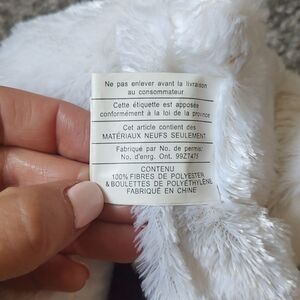 Ne pas enlever avant la livraison
au consommateur
Cette étiquette est apposée
conformément à la loi de la province
Cet article contient des
MATÉRIAUX NEUFS SEULEMENT
Fabriqué par No. de permis:
No. d'enrg. Ont. 99Z7475
CONTENU
100% FIBRES DE POLYESTER
& BOULETTES DE POLYÉTHYLÈNE
FABRIQUÉ EN CHINE